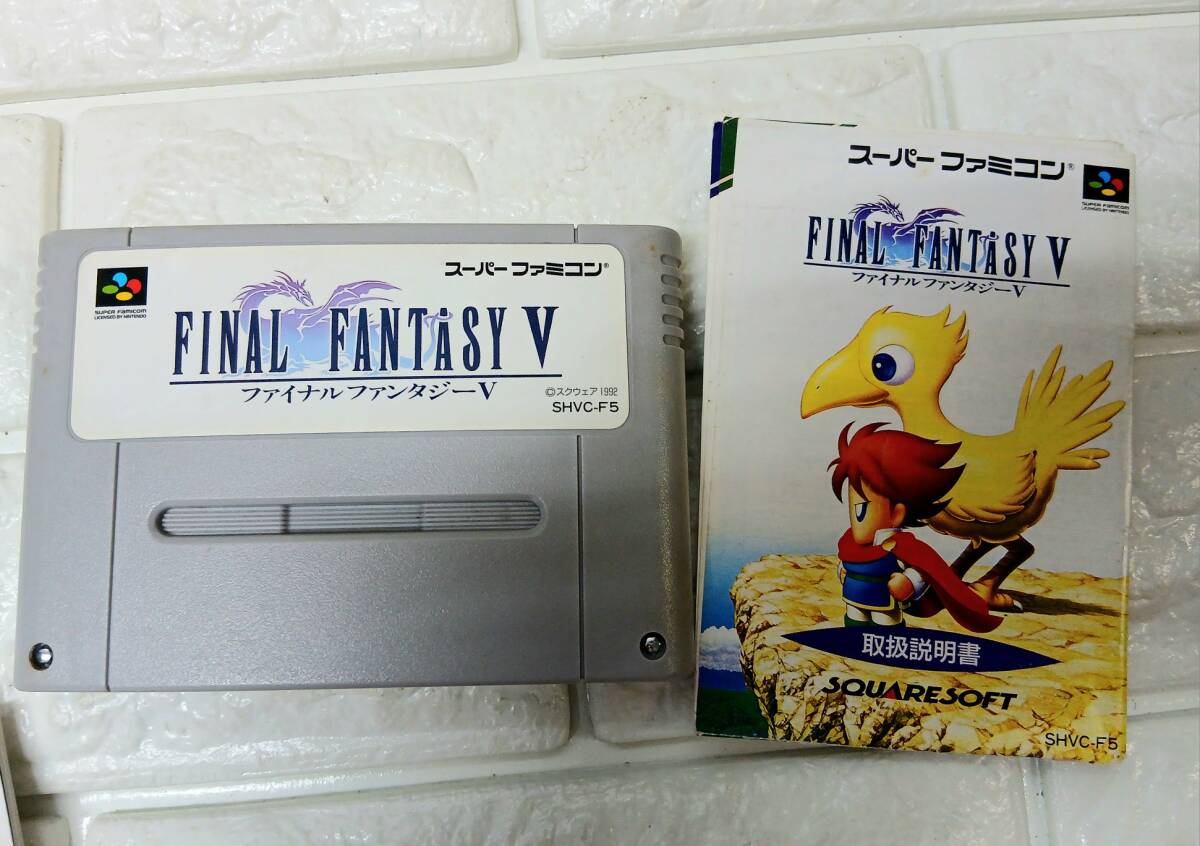 SUPER FAMICOM
LICENSED BY NINTENDO
スーパーファミコン®
FINAL FANTASY V
ファイナルファンタジーV
©スクウェア 1992
SHVC-F5
スーパーファミコン®
SUPER FAMICOM
LICENSED BY NINTENDO
FINAL FANTASY V
ファイナルファンタジーV
取扱説明書
SQUARESOFT
SHVC-F5